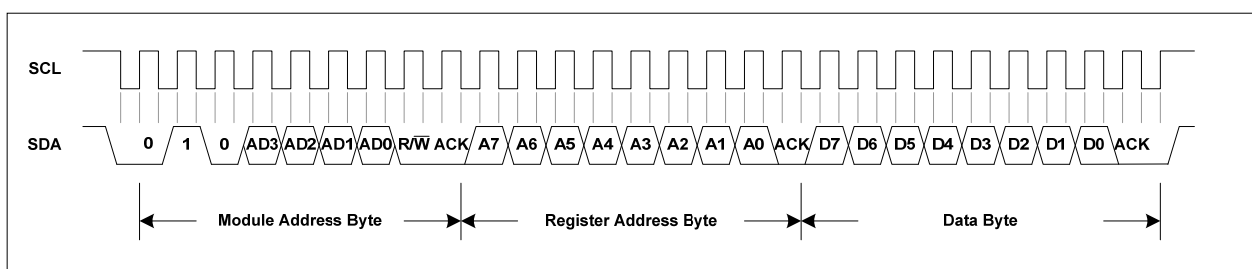 SCL
SDA 0 1 0 AD3 AD2 AD1 AD0 R/W̅ ACK A7 A6 A5 A4 A3 A2 A1 A0 ACK D7 D6 D5 D4 D3 D2 D1 D0 ACK
Module Address Byte Register Address Byte Data Byte